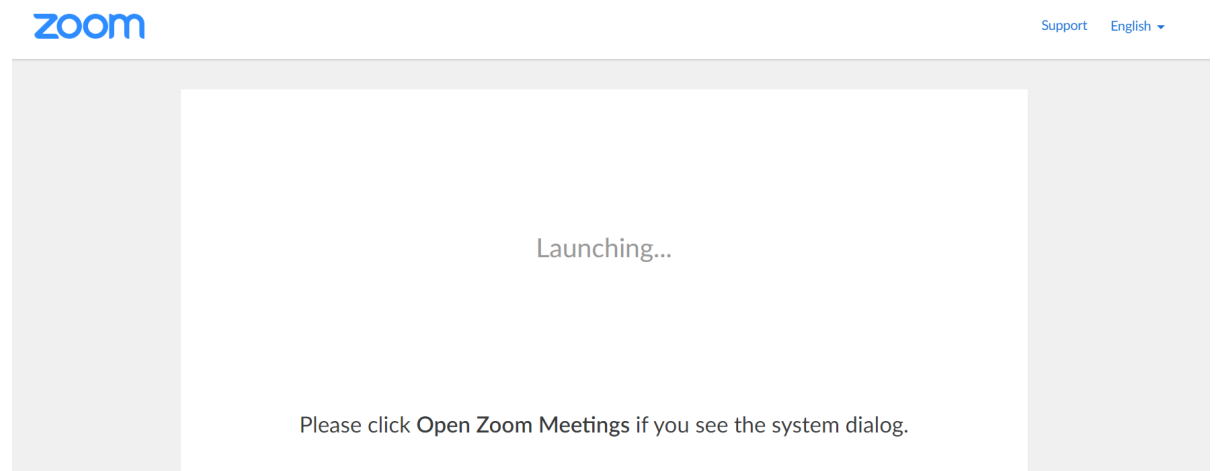 zoom
Support English
Launching...
Please click Open Zoom Meetings if you see the system dialog.